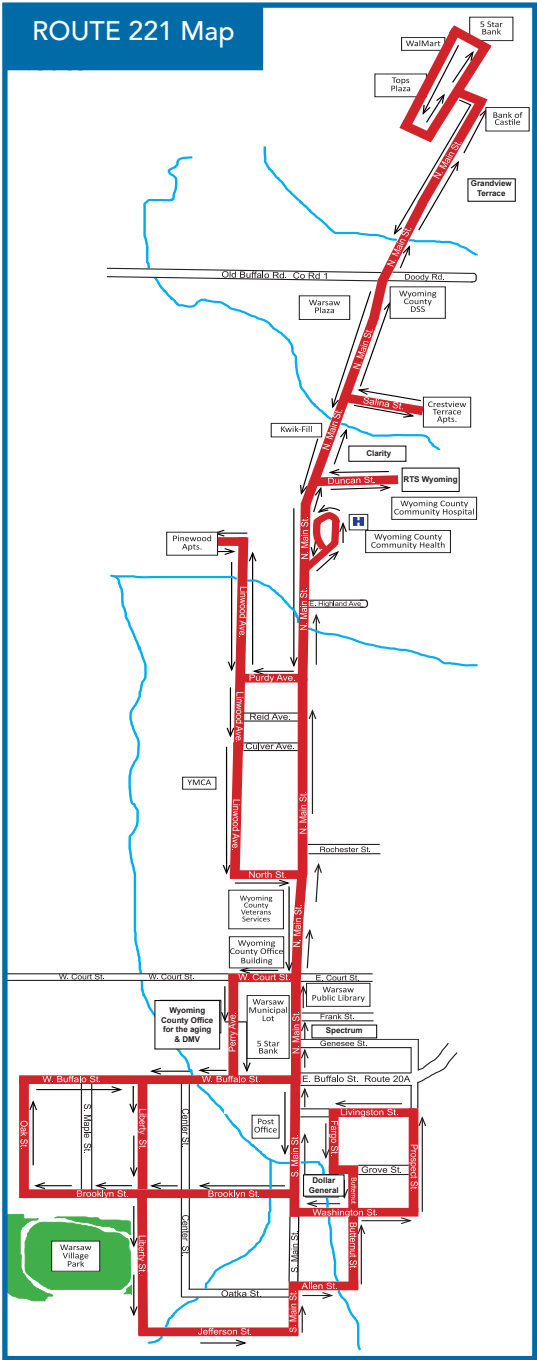 ROUTE 221 Map
5 Star
Bank
WalMart
Tops
Plaza
Bank of
Castile
N. Main St.
Grandview
Terrace
N. Main St.
Old Buffalo Rd. Co Rd 1
Doody Rd.
Warsaw
Plaza
Wyoming
County
DSS
N. Main St.
Salina St.
Crestview
Terrace
Apts.
N. Main St.
Kwik-Fill
Clarity
Duncan St.
RTS Wyoming
Wyoming County
Community Hospital
H
N. Main St.
Pinewood
Apts.
Wyoming County
Community Health
Linwood Ave.
N. Main St.
E. Highland Ave
Purdy Ave.
Linwood Ave.
Reid Ave.
Culver Ave.
YMCA
Linwood Ave.
N. Main St.
Rochester St.
North St.
Wyoming
County
Veterans
Services
N. Main St.
Wyoming
County Office
Building
W. Court St.
W. Court St.
W. Court St.
E. Court St.
Warsaw
Public Library
Wyoming
County Office
for the aging
& DMV
Perry Ave.
Warsaw
Municipal
Lot
5 Star
Bank
N. Main St.
Frank St.
Spectrum
Genesee St.
W. Buffalo St.
W. Buffalo St.
E. Buffalo St. Route 20A
Oak St.
S. Maple St.
Liberty St.
Center St.
Post
Office
S. Main St.
Livingston St.
Fargo St.
Grove St.
Prospect St.
Dollar
General
Butternut
Brooklyn St.
Brooklyn St.
Washington St.
Warsaw
Village
Park
Liberty St.
Center St.
S. Main St.
Butternut St.
Oatka St.
Allen St.
S. Main St.
Jefferson St.